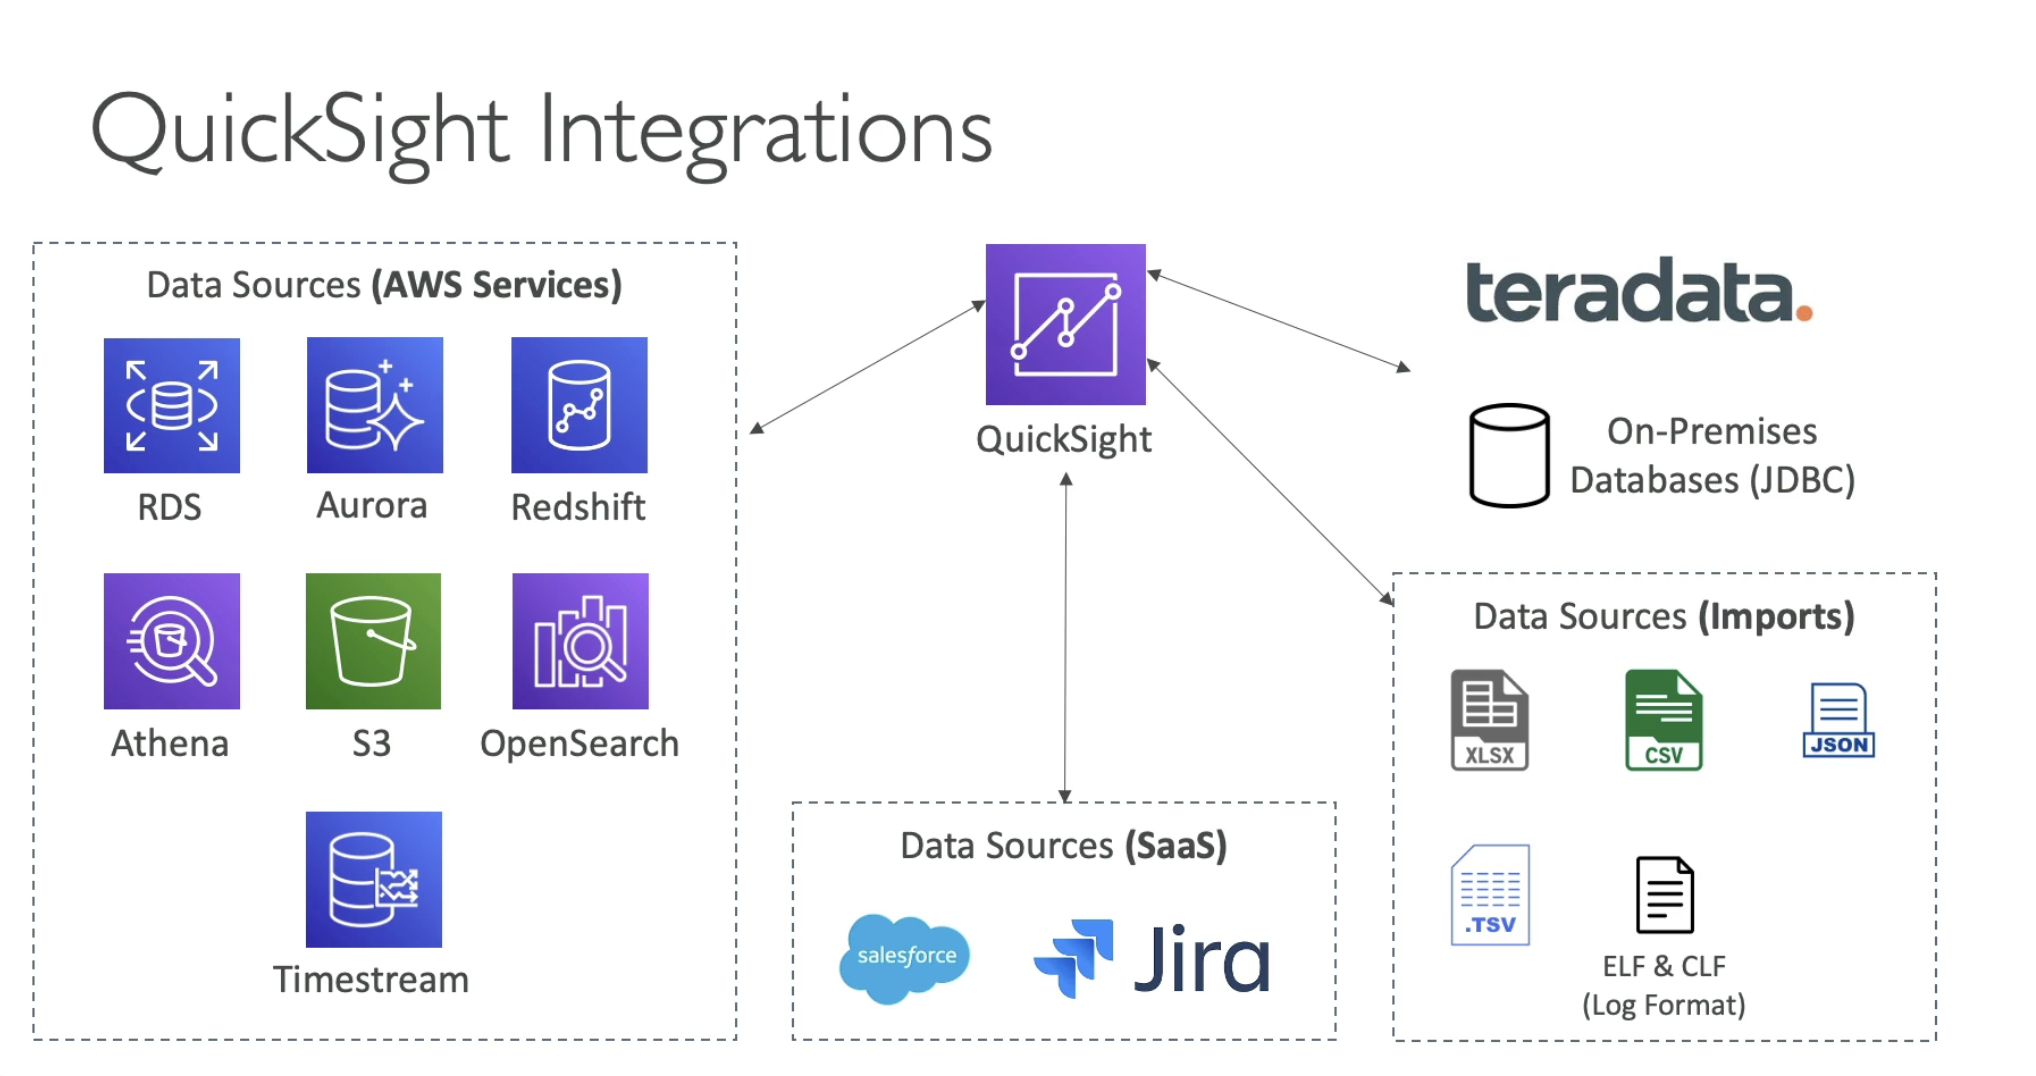 QuickSight Integrations
Data Sources (AWS Services)
RDS
Aurora
Redshift
Athena
S3
OpenSearch
Timestream
QuickSight
Data Sources (SaaS)
salesforce
Jira
teradata.
On-Premises
Databases (JDBC)
Data Sources (Imports)
XLSX
CSV
JSON
.TSV
ELF & CLF
(Log Format)